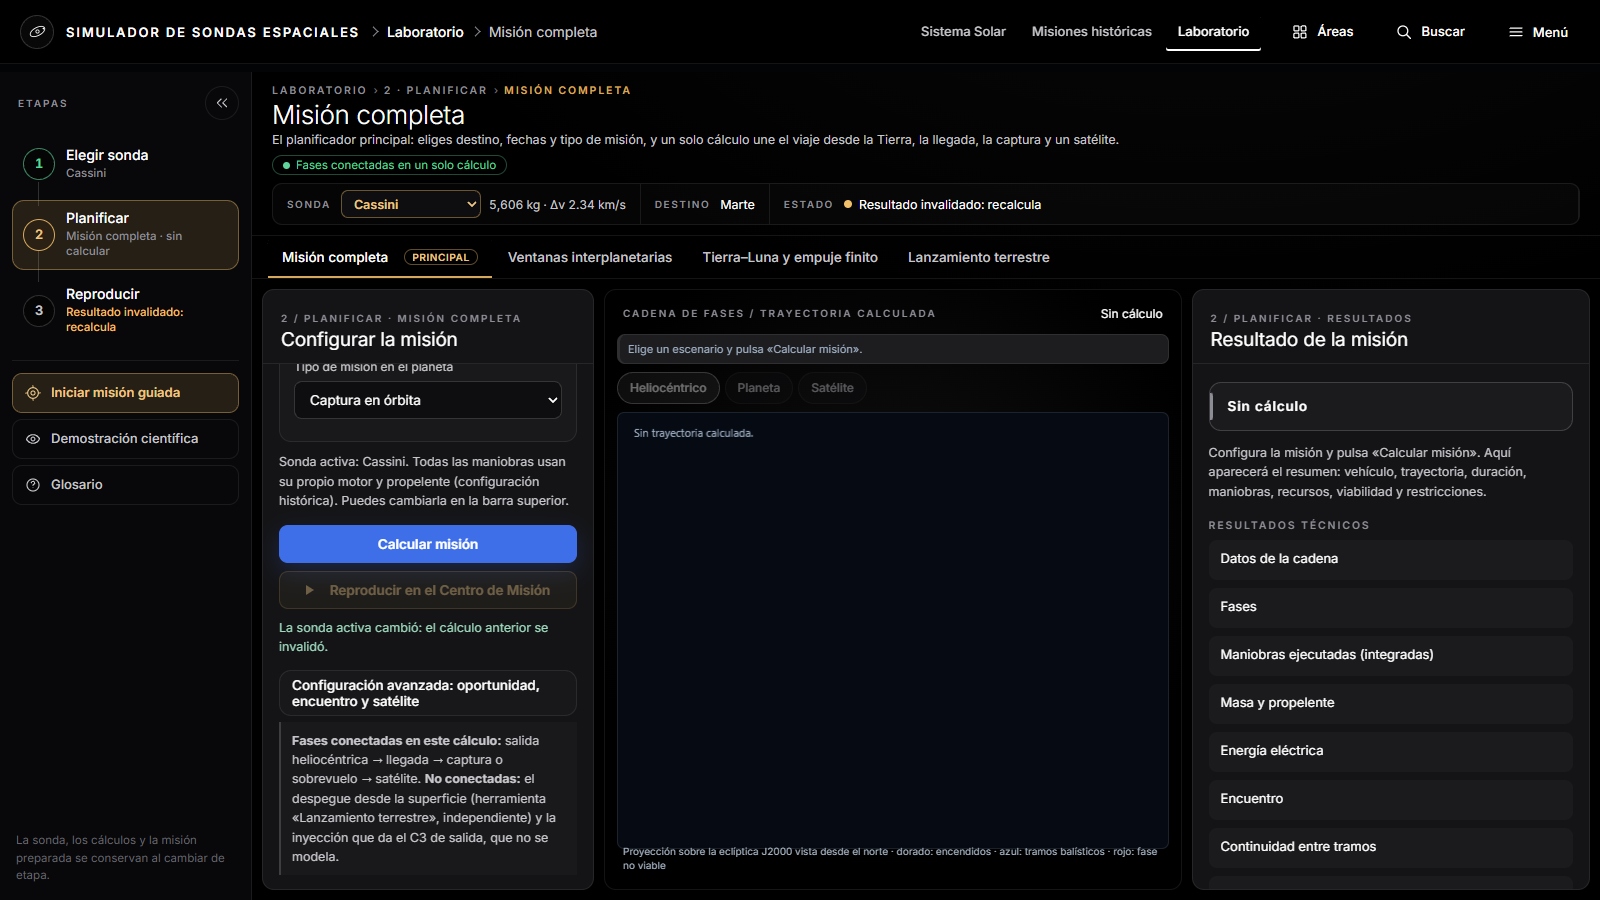 SIMULADOR DE SONDAS ESPACIALES > Laboratorio > Misión completa
Sistema Solar
Misiones históricas
Laboratorio
Áreas
Buscar
Menú
ETAPAS
1
Elegir sonda
Cassini
2
Planificar
Misión completa · sin
calcular
3
Reproducir
Resultado invalidado:
recalcula
Iniciar misión guiada
Demostración científica
Glosario
La sonda, los cálculos y la misión
preparada se conservan al cambiar de
etapa.
LABORATORIO › 2 · PLANIFICAR › MISIÓN COMPLETA
Misión completa
El planificador principal: eliges destino, fechas y tipo de misión, y un solo cálculo une el viaje desde la Tierra, la llegada, la captura y un satélite.
Fases conectadas en un solo cálculo
SONDA
Cassini
5,606 kg · Δv 2.34 km/s
DESTINO
Marte
ESTADO
Resultado invalidado: recalcula
Misión completa
PRINCIPAL
Ventanas interplanetarias
Tierra–Luna y empuje finito
Lanzamiento terrestre
2 / PLANIFICAR · MISIÓN COMPLETA
Configurar la misión
Tipo de misión en el planeta
Captura en órbita
Sonda activa: Cassini. Todas las maniobras usan
su propio motor y propelente (configuración
histórica). Puedes cambiarla en la barra superior.
Calcular misión
Reproducir en el Centro de Misión
La sonda activa cambió: el cálculo anterior se
invalidó.
Configuración avanzada: oportunidad,
encuentro y satélite
Fases conectadas en este cálculo: salida
heliocéntrica → llegada → captura o
sobrevuelo → satélite. No conectadas: el
despegue desde la superficie (herramienta
«Lanzamiento terrestre», independiente) y la
inyección que da el C3 de salida, que no se
modela.
CADENA DE FASES / TRAYECTORIA CALCULADA
Sin cálculo
Elige un escenario y pulsa «Calcular misión».
Heliocéntrico
Planeta
Satélite
Sin trayectoria calculada.
Proyección sobre la eclíptica J2000 vista desde el norte · dorado: encendidos · azul: tramos balísticos · rojo: fase
no viable
2 / PLANIFICAR · RESULTADOS
Resultado de la misión
Sin cálculo
Configura la misión y pulsa «Calcular misión». Aquí
aparecerá el resumen: vehículo, trayectoria, duración,
maniobras, recursos, viabilidad y restricciones.
RESULTADOS TÉCNICOS
Datos de la cadena
Fases
Maniobras ejecutadas (integradas)
Masa y propelente
Energía eléctrica
Encuentro
Continuidad entre tramos